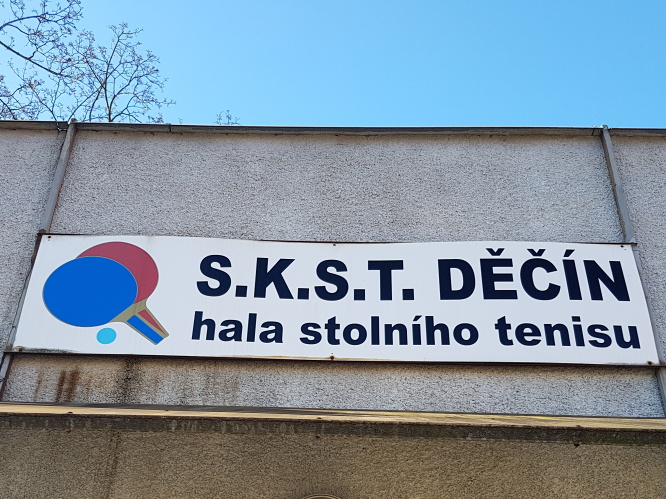 S.K.S.T. DĚČÍN
hala stolního tenisu